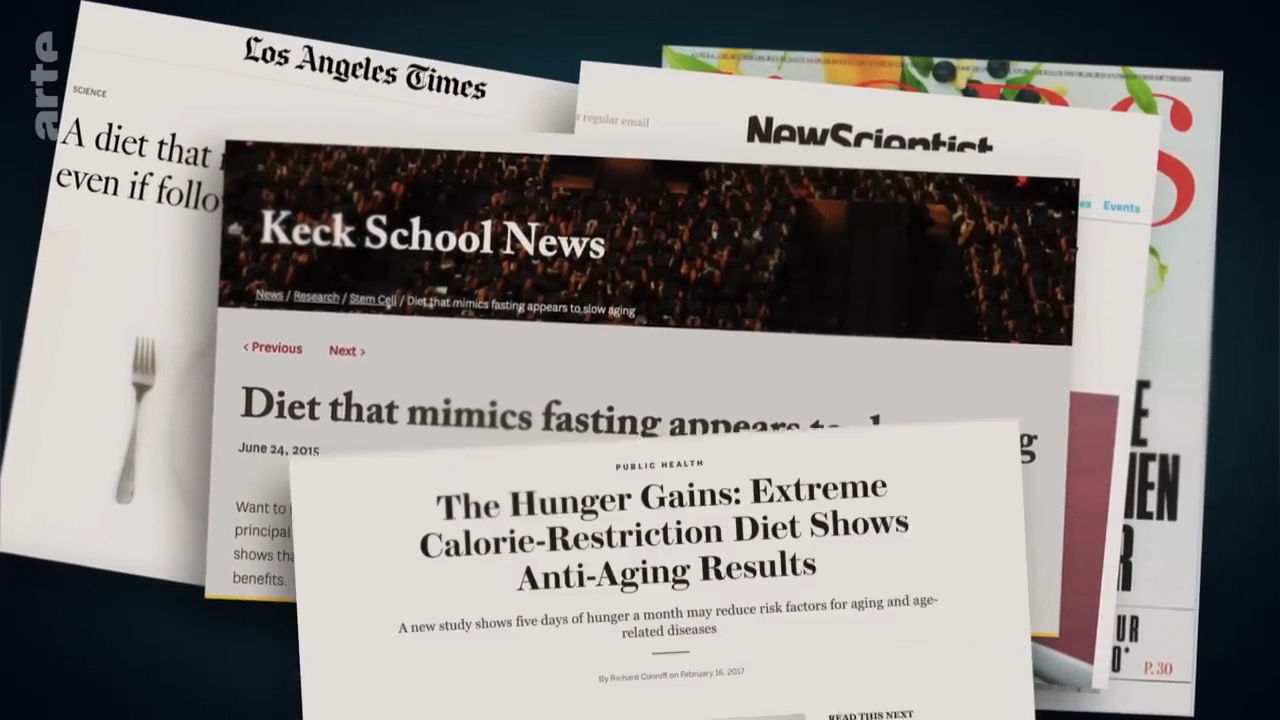 arte
Los Angeles Times
SCIENCE
A diet that
even if follo
regular email
NewScientist
Events
Keck School News
News / Research / Stem Cell / Diet that mimics fasting appears to slow aging
< Previous Next >
Diet that mimics fasting appears
June 24, 2015
Want to
principal
shows tha
benefits.
PUBLIC HEALTH
The Hunger Gains: Extreme
Calorie-Restriction Diet Shows
Anti-Aging Results
A new study shows five days of hunger a month may reduce risk factors for aging and age-
related diseases
By Richard Conniff on February 16, 2017
READ THIS NEXT
P. 30